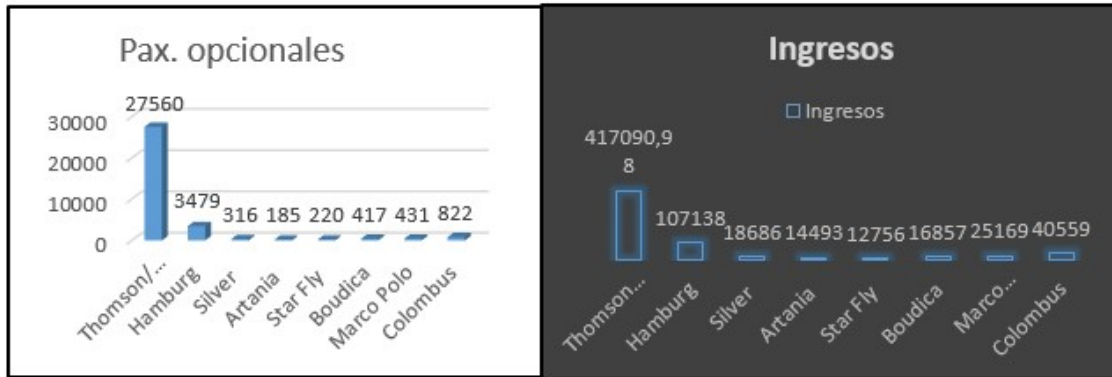 Pax. opcionales
27560
30000
20000
10000
0
3479
316
185
220
417
431
822
Thomson/...
Hamburg
Silver
Artania
Star Fly
Boudica
Marco Polo
Colombus
Ingresos
Ingresos
417090,9
8
107138
18686
14493
12756
16857
25169
40559
Thomson...
Hamburg
Silver
Artania
Star Fly
Boudica
Marco...
Colombus